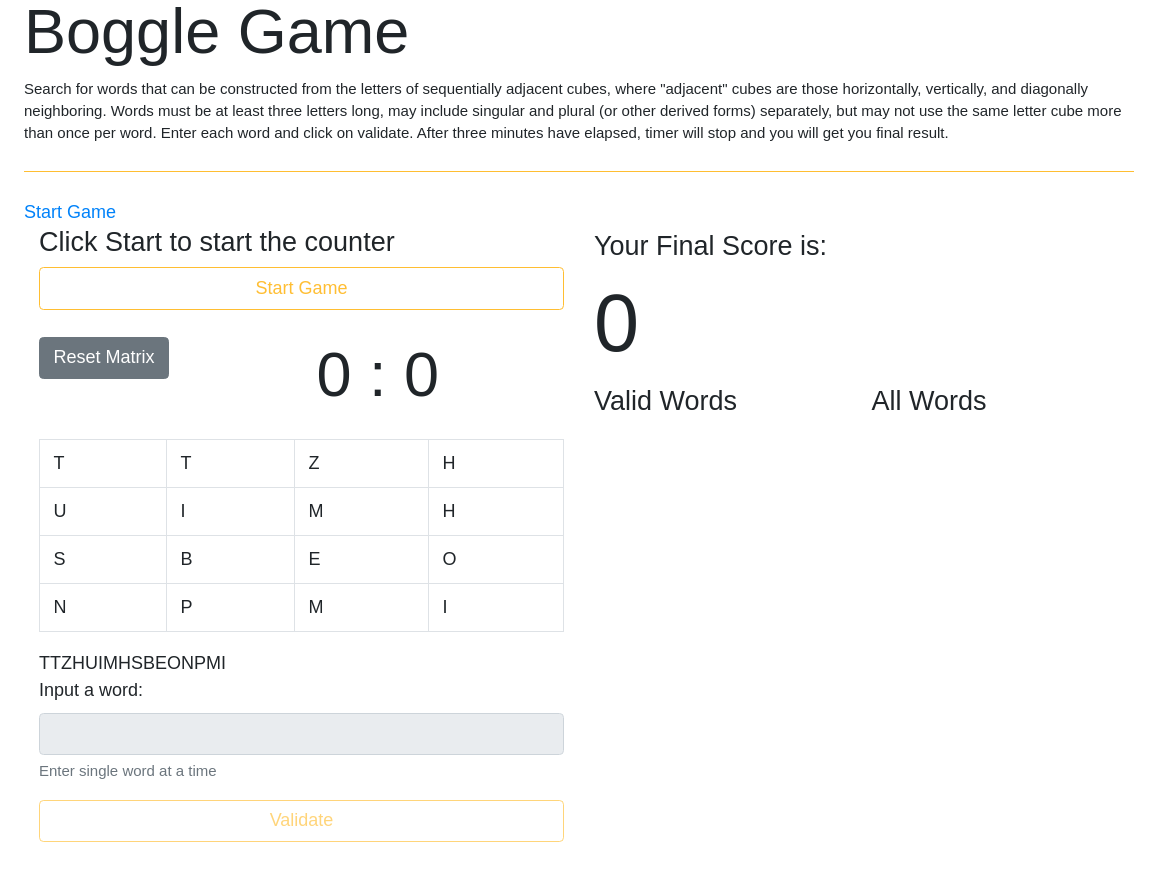 Boggle Game
Search for words that can be constructed from the letters of sequentially adjacent cubes, where "adjacent" cubes are those horizontally, vertically, and diagonally
neighboring. Words must be at least three letters long, may include singular and plural (or other derived forms) separately, but may not use the same letter cube more
than once per word. Enter each word and click on validate. After three minutes have elapsed, timer will stop and you will get you final result.
Start Game
Click Start to start the counter
Start Game
Reset Matrix
0 : 0
T T Z H
U I M H
S B E O
N P M I
TTZHUIMHSBEONPMI
Input a word:
Enter single word at a time
Validate
Your Final Score is:
0
Valid Words
All Words